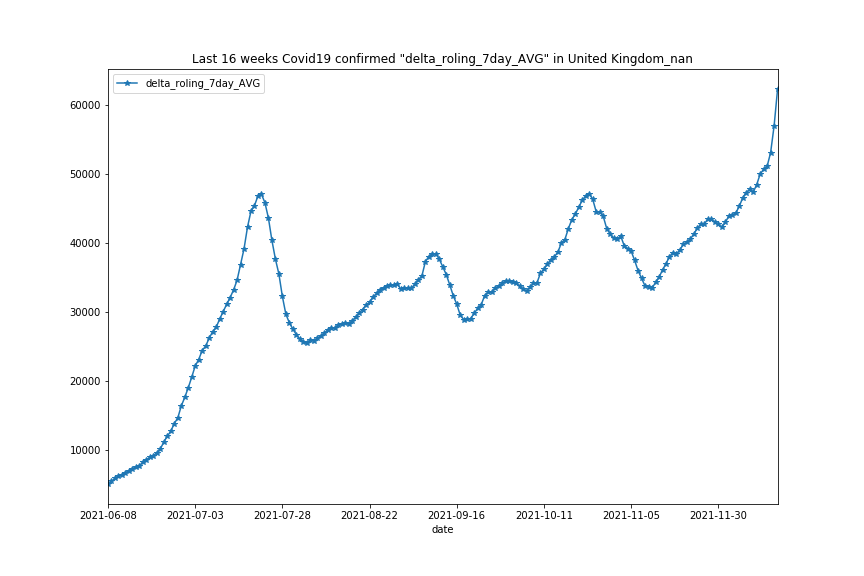 Last 16 weeks Covid19 confirmed "delta_roling_7day_AVG" in United Kingdom_nan
delta_roling_7day_AVG
60000
50000
40000
30000
20000
10000
2021-06-08 2021-07-03 2021-07-28 2021-08-22 2021-09-16 2021-10-11 2021-11-05 2021-11-30
date